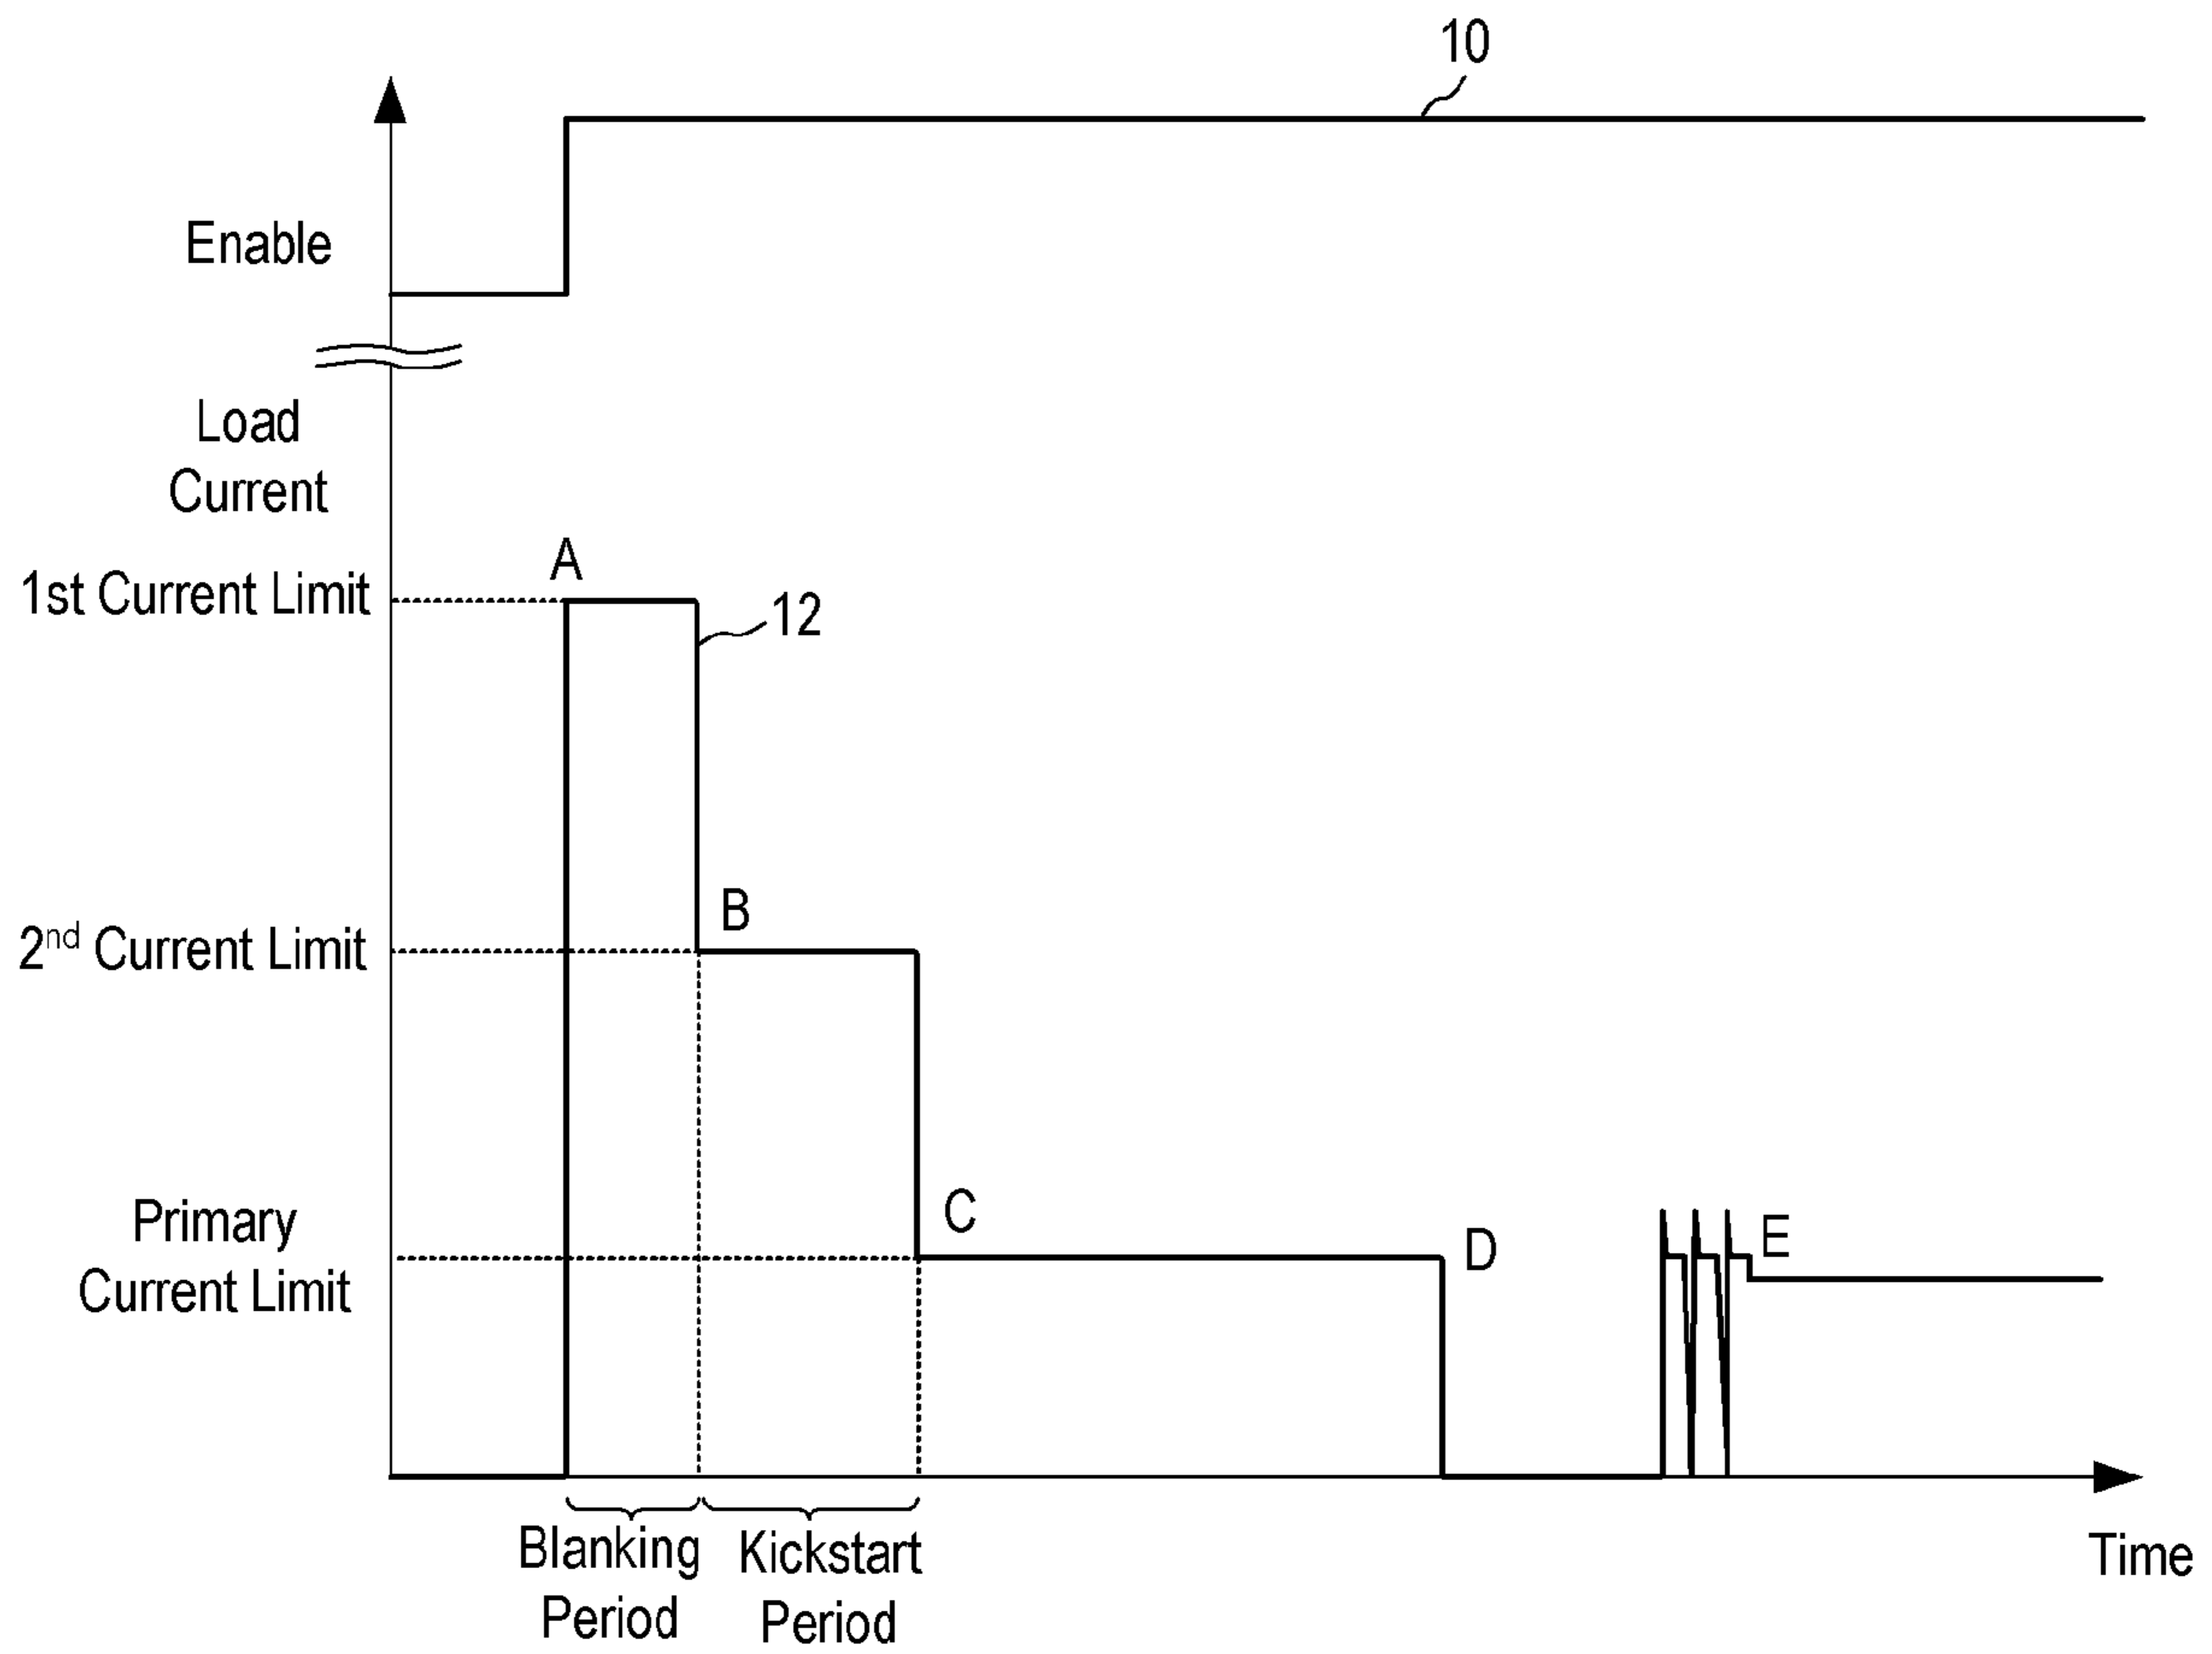 10
Enable
Load
Current
A
1st Current Limit
12
B
2nd Current Limit
Primary
Current Limit
C
D
E
Blanking
Period
Kickstart
Period
Time